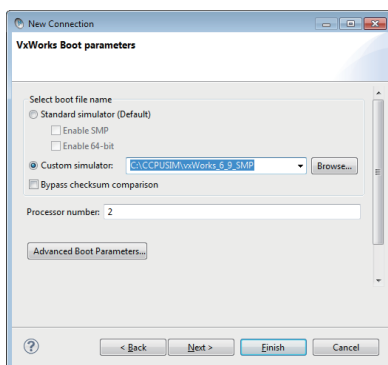 New Connection
VxWorks Boot parameters
Select boot file name
Standard simulator (Default)
Enable SMP
Enable 64-bit
Custom simulator: C:\CCPUSIM\vxWorks_6_9_SMP Browse...
Bypass checksum comparison
Processor number: 2
Advanced Boot Parameters...
? < Back Next > Finish Cancel